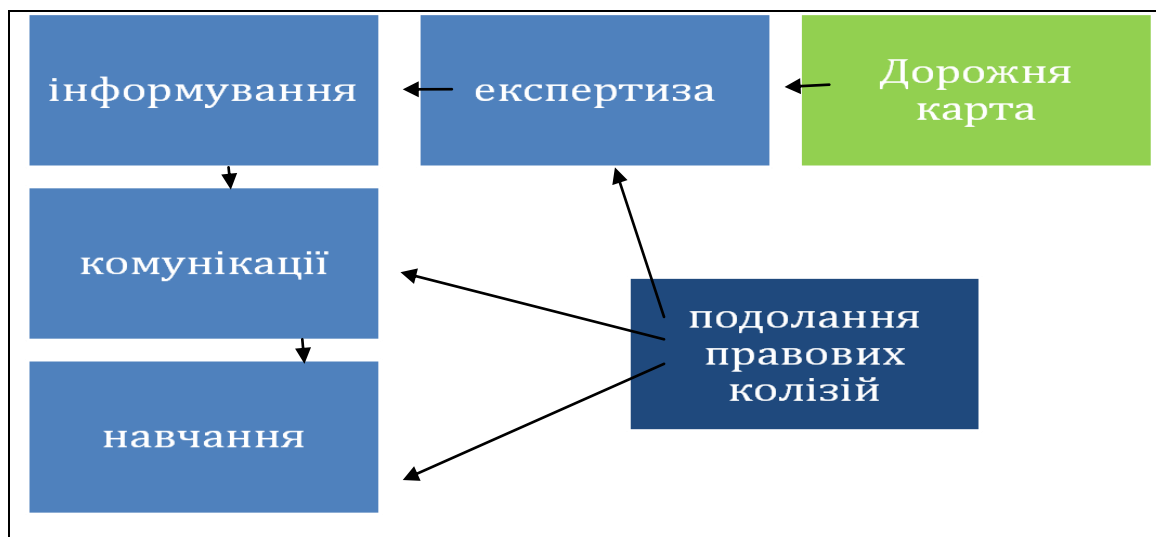 інформування
експертиза
Дорожня
карта
комунікації
подолання
правових
колізій
навчання